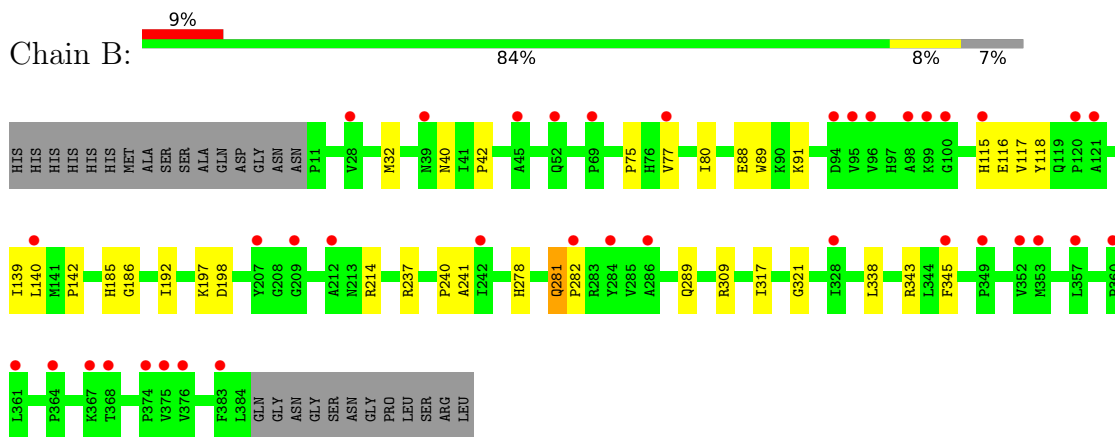 9%
Chain B:
84% 8% 7%
HIS HIS HIS HIS HIS HIS MET ALA SER SER ALA GLN ASP GLY ASN ASN P11 V28 M32 N39 N40 I41 P42 A45 Q52 P69 P75 H76 V77 I80 E88 W89 K90 K91 D94 V95 V96 H97 A98 K99 G100 H115 E116 V117 Y118 Q119 P120 A121
I139 L140 M141 P142 H185 G186 I192 K197 D198 Y207 G208 G209 A212 N213 R214 R237 P240 A241 I242 H278 Q281 P282 R283 Y284 V285 A286 Q289 R309 I317 G321 I328 L338 R343 L344 F345 P349 V352 M353 L357
L361 P364 K367 T368 P374 V375 V376 F383 L384 GLN GLY ASN GLY SER ASN GLY PRO LEU SER ARG LEU